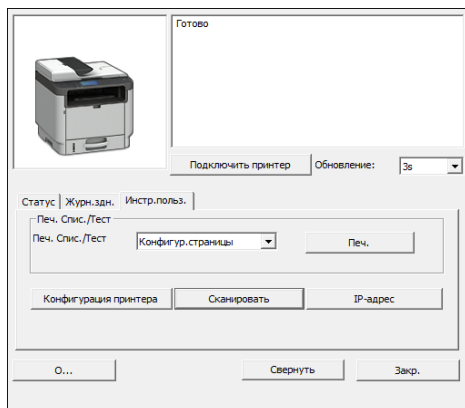 Готово
Подключить принтер Обновление: 3s
Статус Журн.здн. Инстр.польз.
Печ. Спис./Тест
Печ. Спис./Тест Конфигур.страницы Печ.
Конфигурация принтера Сканировать IP-адрес
О... Свернуть Закр.